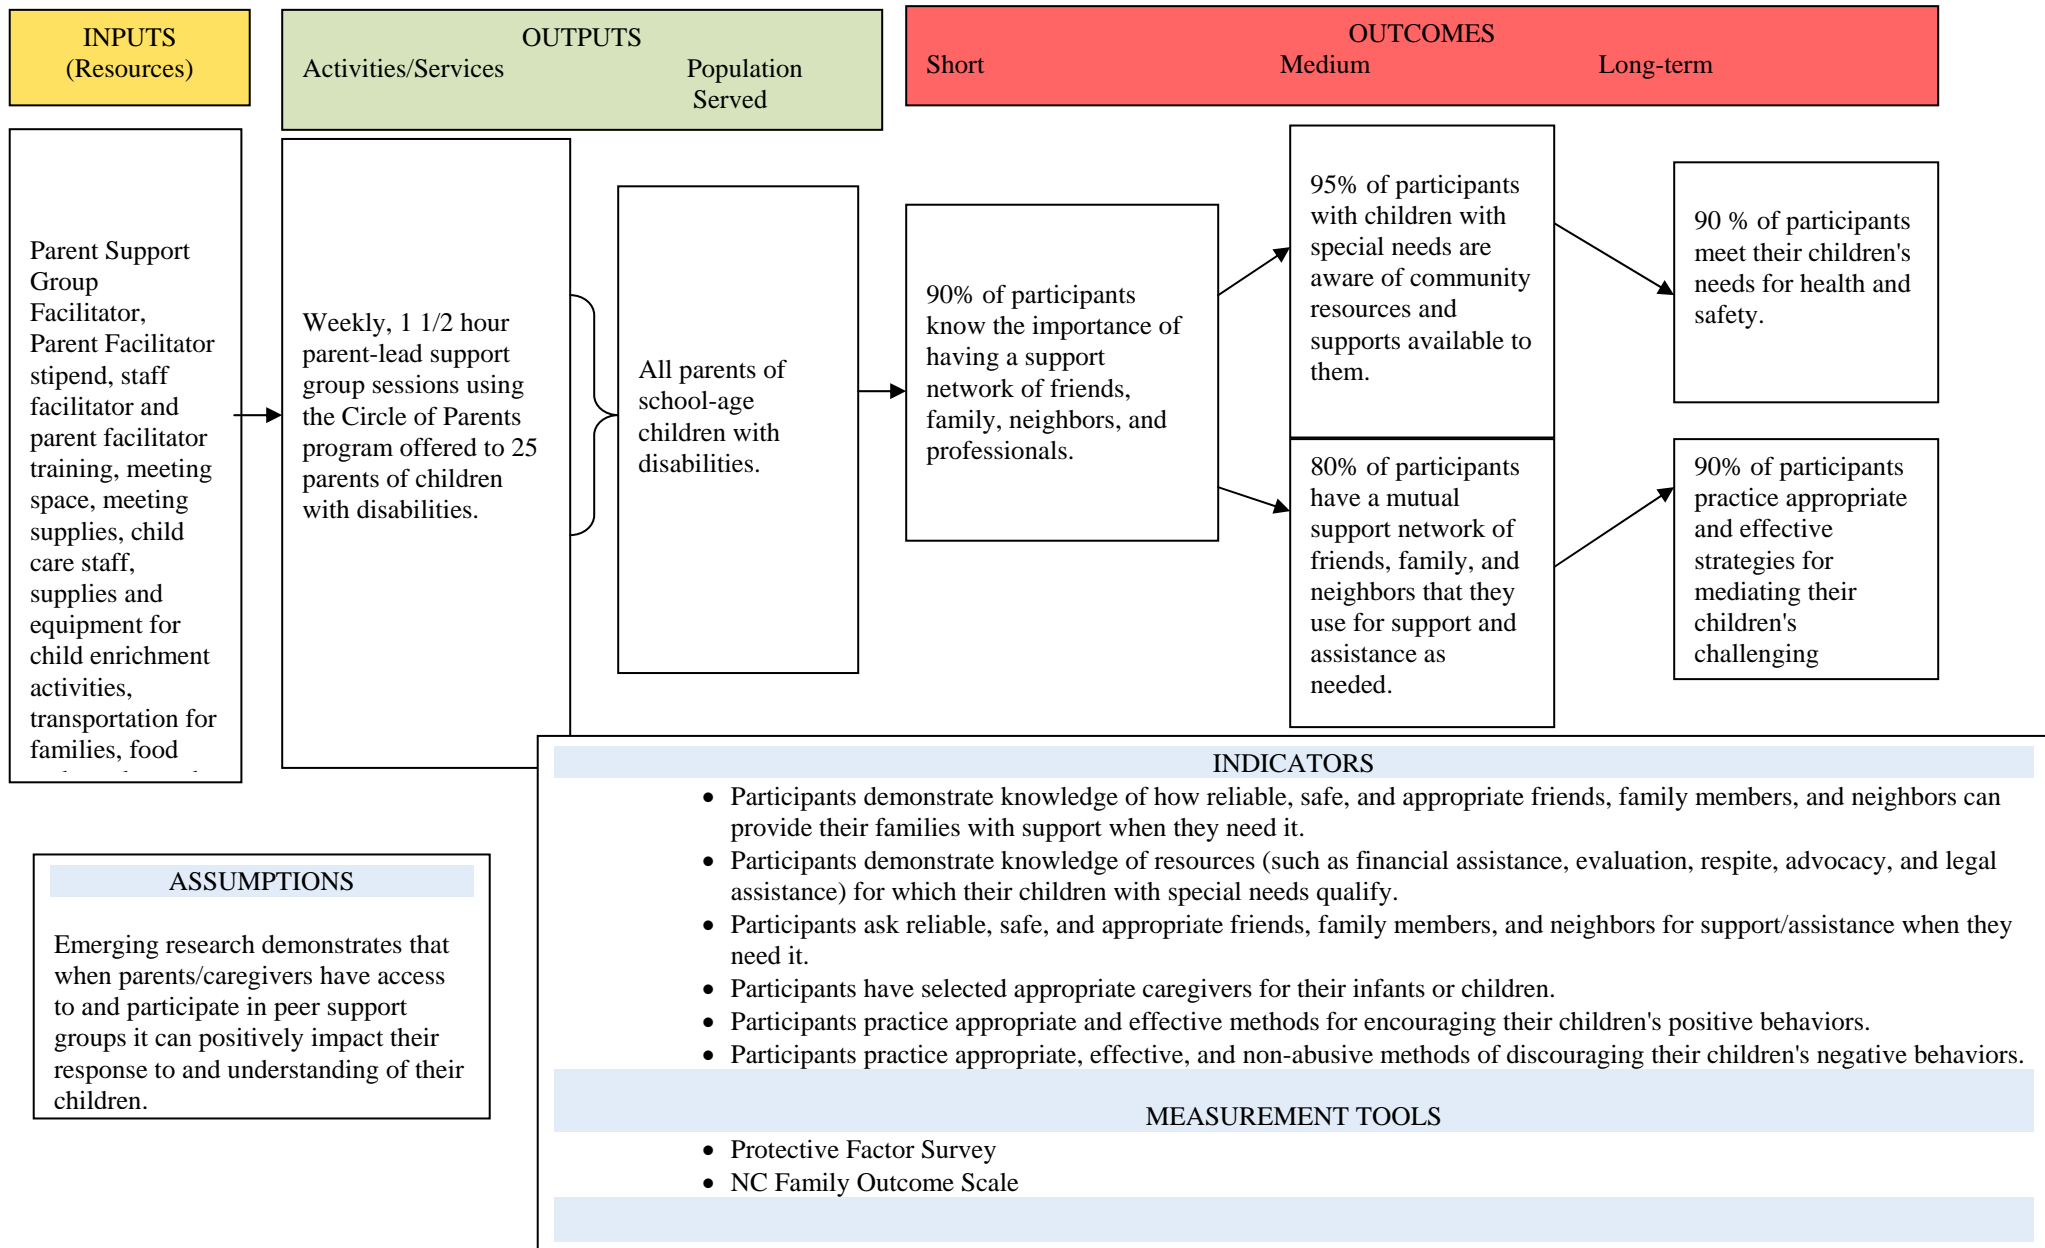 INPUTS
(Resources)
OUTPUTS
Activities/Services
Population
Served
OUTCOMES
Short
Medium
Long-term
Parent Support
Group
Facilitator,
Parent Facilitator
stipend, staff
facilitator and
parent facilitator
training, meeting
space, meeting
supplies, child
care staff,
supplies and
equipment for
child enrichment
activities,
transportation for
families, food
Weekly, 1 1/2 hour
parent-lead support
group sessions using
the Circle of Parents
program offered to 25
parents of children
with disabilities.
All parents of
school-age
children with
disabilities.
90% of participants
know the importance of
having a support
network of friends,
family, neighbors, and
professionals.
95% of participants
with children with
special needs are
aware of community
resources and
supports available to
them.
80% of participants
have a mutual
support network of
friends, family, and
neighbors that they
use for support and
assistance as
needed.
90 % of participants
meet their children's
needs for health and
safety.
90% of participants
practice appropriate
and effective
strategies for
mediating their
children's
challenging
ASSUMPTIONS
Emerging research demonstrates that
when parents/caregivers have access
to and participate in peer support
groups it can positively impact their
response to and understanding of their
children.
INDICATORS
• Participants demonstrate knowledge of how reliable, safe, and appropriate friends, family members, and neighbors can
provide their families with support when they need it.
• Participants demonstrate knowledge of resources (such as financial assistance, evaluation, respite, advocacy, and legal
assistance) for which their children with special needs qualify.
• Participants ask reliable, safe, and appropriate friends, family members, and neighbors for support/assistance when they
need it.
• Participants have selected appropriate caregivers for their infants or children.
• Participants practice appropriate and effective methods for encouraging their children's positive behaviors.
• Participants practice appropriate, effective, and non-abusive methods of discouraging their children's negative behaviors.
MEASUREMENT TOOLS
• Protective Factor Survey
• NC Family Outcome Scale